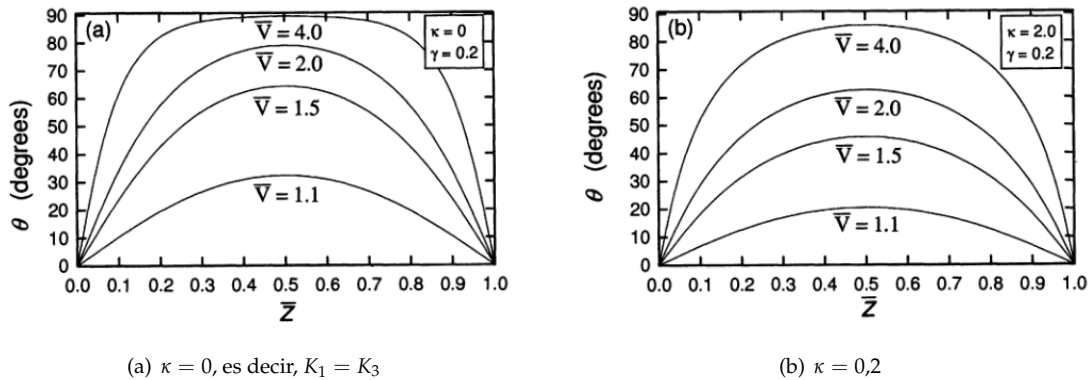 (a)
κ = 0
γ = 0.2
V̅ = 4.0
V̅ = 2.0
V̅ = 1.5
V̅ = 1.1
θ (degrees)
90
80
70
60
50
40
30
20
10
0
0.0 0.1 0.2 0.3 0.4 0.5 0.6 0.7 0.8 0.9 1.0
Z̅
(a) κ = 0, es decir, K₁ = K₃
(b)
κ = 2.0
γ = 0.2
V̅ = 4.0
V̅ = 2.0
V̅ = 1.5
V̅ = 1.1
θ (degrees)
90
80
70
60
50
40
30
20
10
0
0.0 0.1 0.2 0.3 0.4 0.5 0.6 0.7 0.8 0.9 1.0
Z̅
(b) κ = 0,2